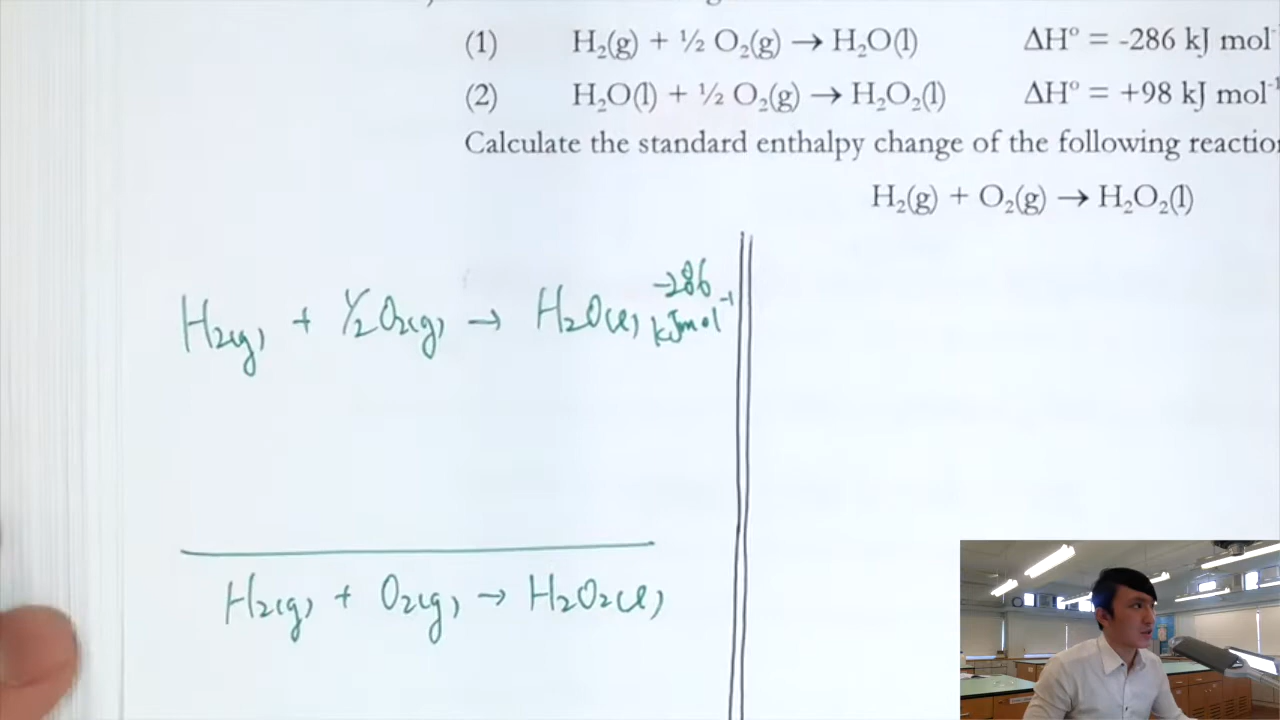 (1) H₂(g) + ½ O₂(g) → H₂O(l) ΔH° = -286 kJ mol⁻
(2) H₂O(l) + ½ O₂(g) → H₂O₂(l) ΔH° = +98 kJ mol⁻¹
Calculate the standard enthalpy change of the following
H₂(g) + O₂(g) → H₂O₂(l)
H₂(g) + ½O₂(g) → H₂O(l) -286 kJmol⁻¹
H₂(g) + O₂(g) → H₂O₂(l)